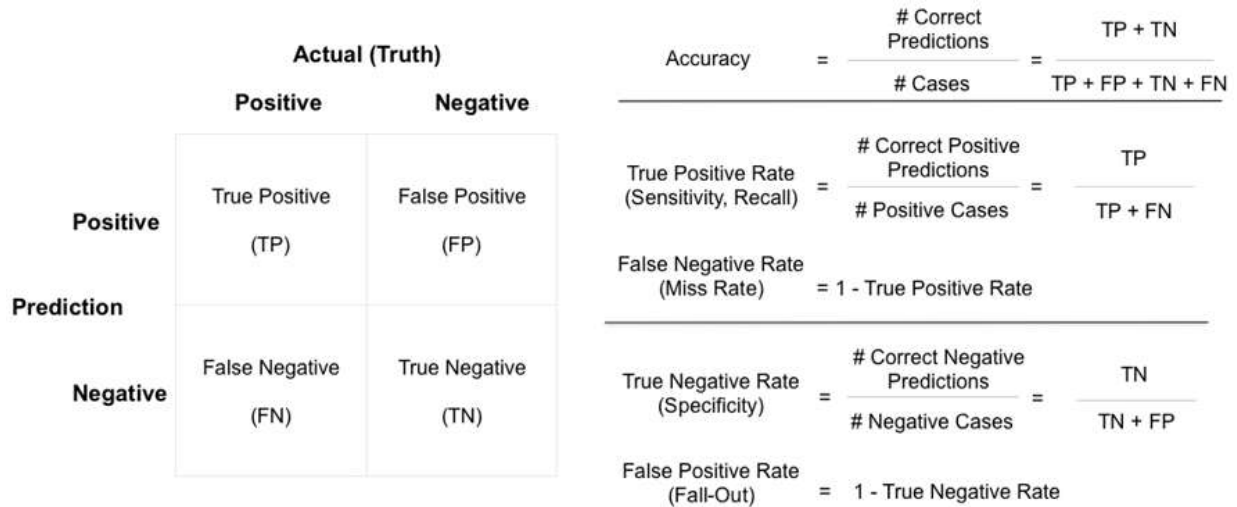 Actual (Truth)
Positive Negative
Prediction
Positive
True Positive
(TP)
False Positive
(FP)
Negative
False Negative
(FN)
True Negative
(TN)
Accuracy = # Correct
Predictions
# Cases
= TP + TN
TP + FP + TN + FN
True Positive Rate
(Sensitivity, Recall)
= # Correct Positive
Predictions
# Positive Cases
= TP
TP + FN
False Negative Rate
(Miss Rate)
= 1 - True Positive Rate
True Negative Rate
(Specificity)
= # Correct Negative
Predictions
# Negative Cases
= TN
TN + FP
False Positive Rate
(Fall-Out)
= 1 - True Negative Rate